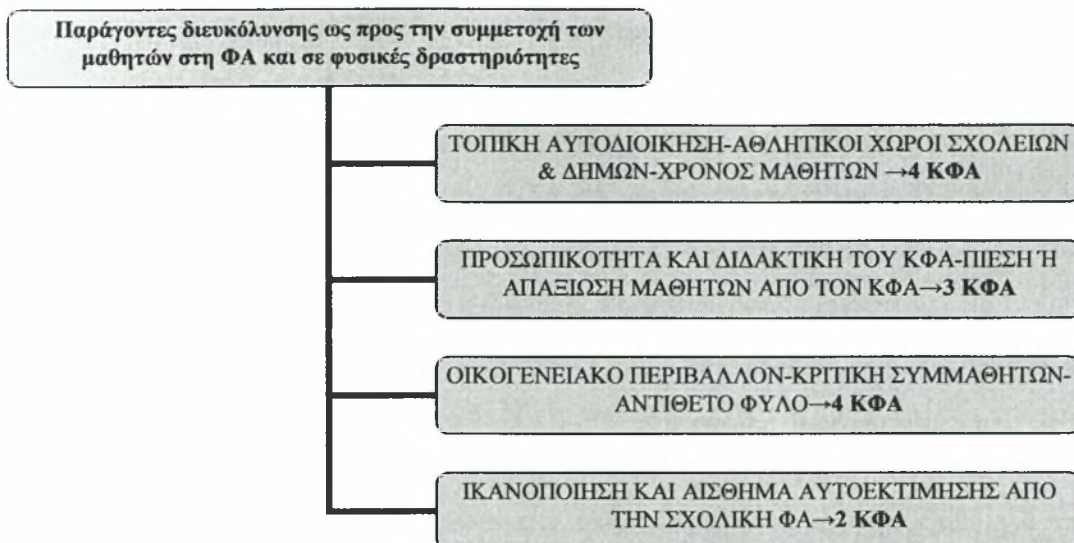 Παράγοντες διευκόλυνσης ως προς την συμμετοχή των
μαθητών στη ΦΑ και σε φυσικές δραστηριότητες
ΤΟΠΙΚΗ ΑΥΤΟΔΙΟΙΚΗΣΗ-ΑΘΛΗΤΙΚΟΙ ΧΩΡΟΙ ΣΧΟΛΕΙΩΝ
& ΔΗΜΩΝ-ΧΡΟΝΟΣ ΜΑΘΗΤΩΝ →4 ΚΦΑ
ΠΡΟΣΩΠΙΚΟΤΗΤΑ ΚΑΙ ΔΙΔΑΚΤΙΚΗ ΤΟΥ ΚΦΑ-ΠΙΕΣΗ Ή
ΑΠΑΞΙΩΣΗ ΜΑΘΗΤΩΝ ΑΠΟ ΤΟΝ ΚΦΑ→3 ΚΦΑ
ΟΙΚΟΓΕΝΕΙΑΚΟ ΠΕΡΙΒΑΛΛΟΝ-ΚΡΙΤΙΚΗ ΣΥΜΜΑΘΗΤΩΝ-
ΑΝΤΙΘΕΤΟ ΦΥΛΟ→4 ΚΦΑ
ΙΚΑΝΟΠΟΙΗΣΗ ΚΑΙ ΑΙΣΘΗΜΑ ΑΥΤΟΕΚΤΙΜΗΣΗΣ ΑΠΟ
ΤΗΝ ΣΧΟΛΙΚΗ ΦΑ→2 ΚΦΑ